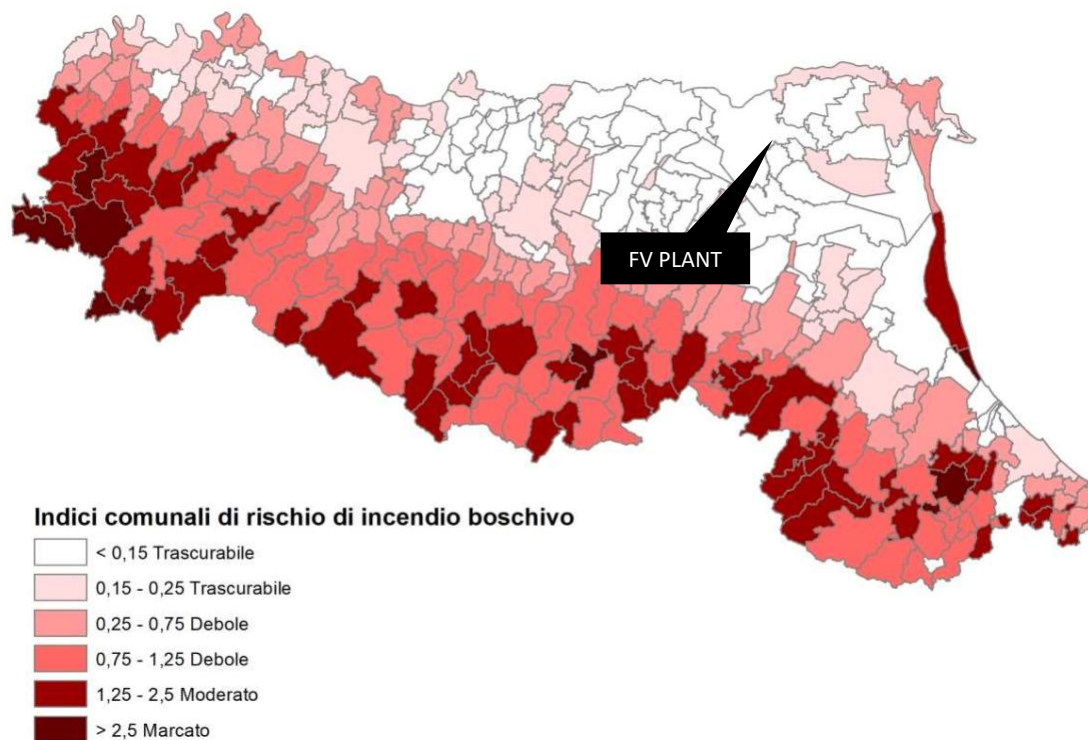 FV PLANT
Indici comunali di rischio di incendio boschivo
< 0,15 Trascurabile
0,15 - 0,25 Trascurabile
0,25 - 0,75 Debole
0,75 - 1,25 Debole
1,25 - 2,5 Moderato
> 2,5 Marcato